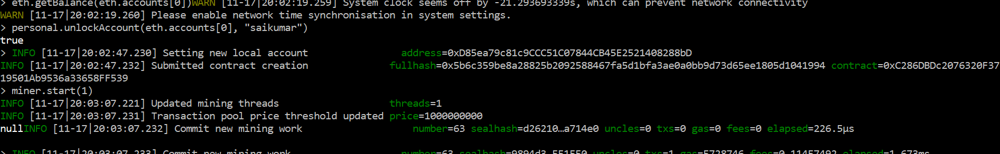 > eth.getBalance(eth.accounts[0])WARN [11-17|20:02:19.259] System clock seems off by -21.293693339s, which can prevent network connectivity
WARN [11-17|20:02:19.260] Please enable network time synchronisation in system settings.
> personal.unlockAccount(eth.accounts[0], "saikumar")
true
> INFO [11-17|20:02:47.230] Setting new local account address=0xD85ea79c81c9CCC51C07844CB45E2521408288bD
INFO [11-17|20:02:47.232] Submitted contract creation fullhash=0x5b6c359be8a28825b2092588467fa5d1bfa3ae0a0bb9d73d65ee1805d1041994 contract=0xC286DBDc2076320F37
19501Ab9536a33658FF539
> miner.start(1)
INFO [11-17|20:03:07.221] Updated mining threads threads=1
INFO [11-17|20:03:07.231] Transaction pool price threshold updated price=1000000000
nullINFO [11-17|20:03:07.232] Commit new mining work number=63 sealhash=d26210…a714e0 uncles=0 txs=0 gas=0 fees=0 elapsed=226.5µs
> INFO [11-17|20:03:07.233] Commit new mining work number=63 sealhash=9894d3…551550 uncles=0 txs=1 gas=5728746 fees=0.11457492 elapsed=1.673ms